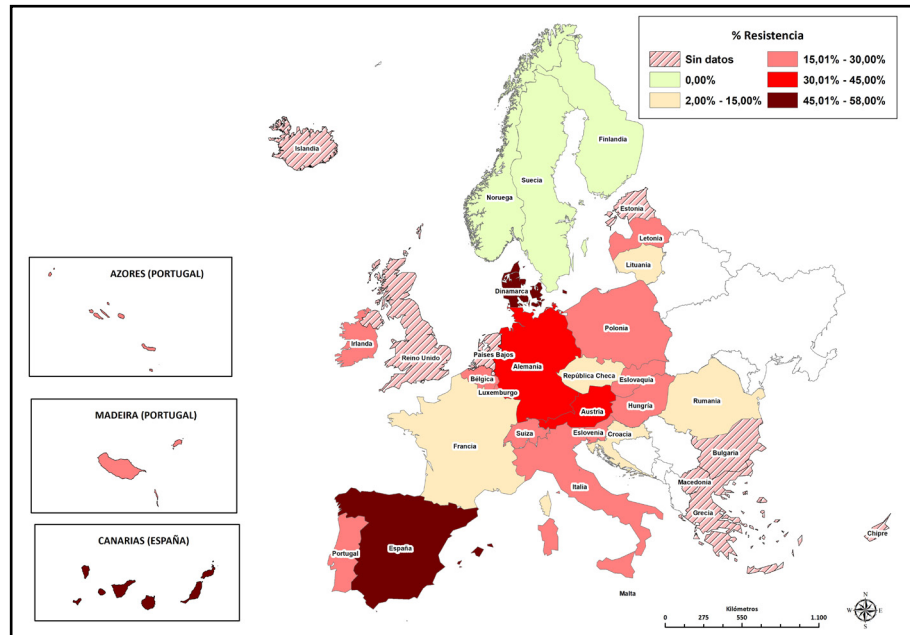 % Resistencia
Sin datos
0,00%
2,00% - 15,00%
15,01% - 30,00%
30,01% - 45,00%
45,01% - 58,00%
Islandia
Finlandia
Suecia
Noruega
Estonia
Letonia
Lituania
Dinamarca
AZORES (PORTUGAL)
Irlanda
Reino Unido
Países Bajos
Polonia
Alemania
Bélgica
República Checa
Luxemburgo
Eslovaquia
Austria
Hungría
Rumania
MADEIRA (PORTUGAL)
Suiza
Eslovenia
Croacia
Francia
Bulgaria
Macedonia
Italia
Grecia
CANARIAS (ESPAÑA)
Portugal
España
Chipre
Malta
Kilómetros
0 275 550 1.100
N
W E
S